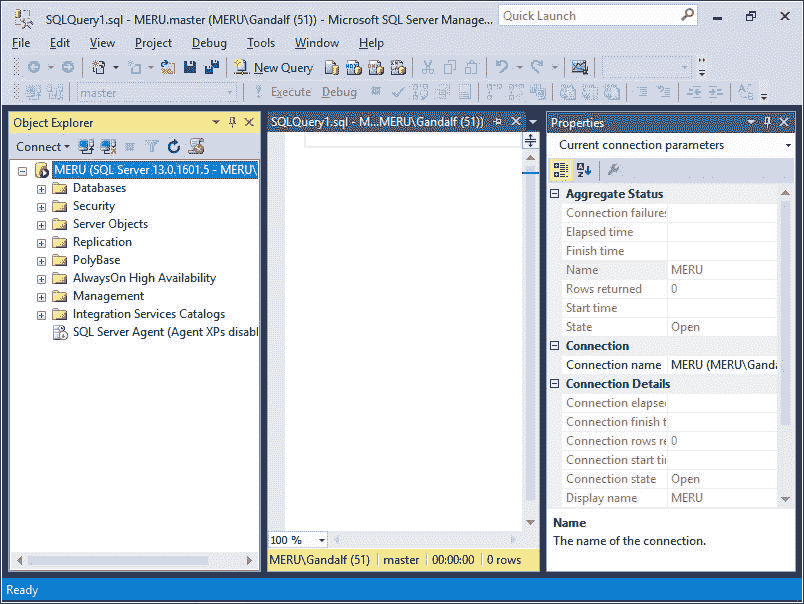 SQLQuery1.sql - MERU.master (MERU\Gandalf (51)) - Microsoft SQL Server Manage...
Quick Launch
File Edit View Project Debug Tools Window Help
New Query
master
Execute Debug
Object Explorer
Connect
MERU (SQL Server 13.0.1601.5 - MERU\
Databases
Security
Server Objects
Replication
PolyBase
AlwaysOn High Availability
Management
Integration Services Catalogs
SQL Server Agent (Agent XPs disabl
SQLQuery1.sql - M...MERU\Gandalf (51))
100 %
MERU\Gandalf (51) master 00:00:00 0 rows
Properties
Current connection parameters
Aggregate Status
Connection failures
Elapsed time
Finish time
Name MERU
Rows returned 0
Start time
State Open
Connection
Connection name MERU (MERU\Ganda
Connection Details
Connection elapse
Connection finish t
Connection rows re 0
Connection start ti
Connection state Open
Display name MERU
Name
The name of the connection.
Ready